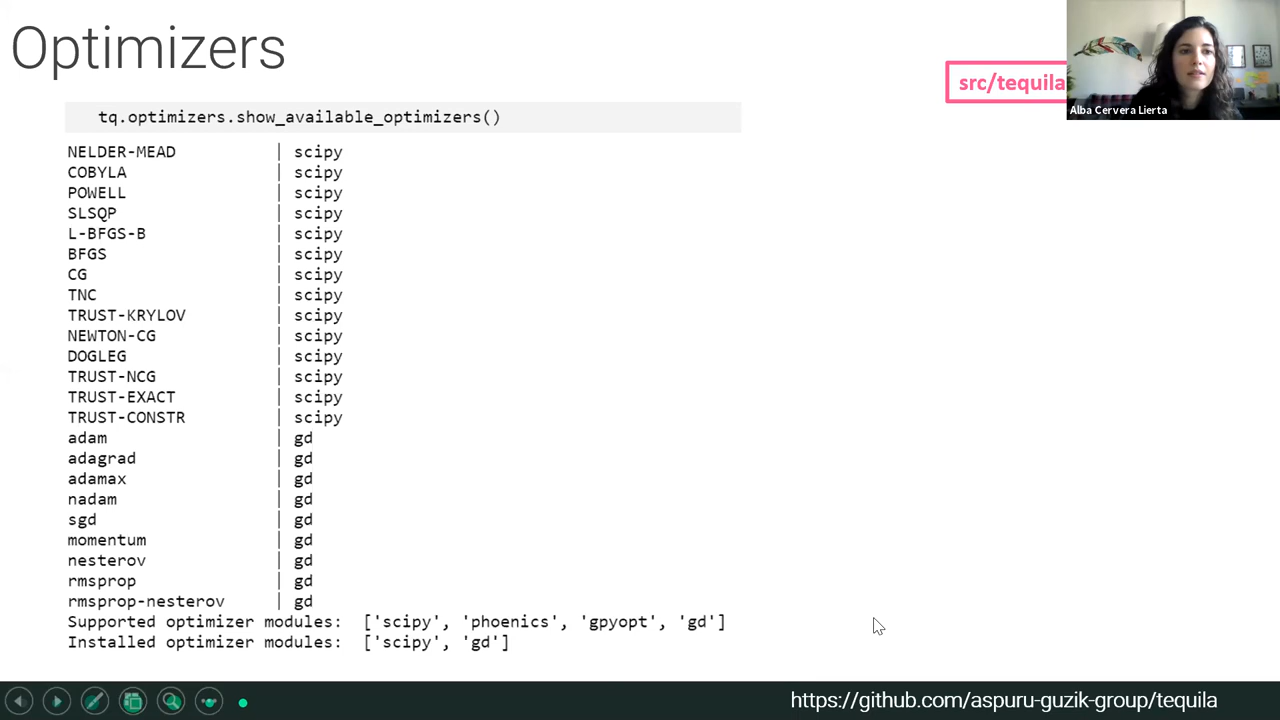 Optimizers
src/tequila
Alba Cervera Lierta
tq.optimizers.show_available_optimizers()
NELDER-MEAD | scipy
COBYLA | scipy
POWELL | scipy
SLSQP | scipy
L-BFGS-B | scipy
BFGS | scipy
CG | scipy
TNC | scipy
TRUST-KRYLOV | scipy
NEWTON-CG | scipy
DOGLEG | scipy
TRUST-NCG | scipy
TRUST-EXACT | scipy
TRUST-CONSTR | scipy
adam | gd
adagrad | gd
adamax | gd
nadam | gd
sgd | gd
momentum | gd
nesterov | gd
rmsprop | gd
rmsprop-nesterov | gd
Supported optimizer modules: ['scipy', 'phoenics', 'gpyopt', 'gd']
Installed optimizer modules: ['scipy', 'gd']
https://github.com/aspuru-guzik-group/tequila